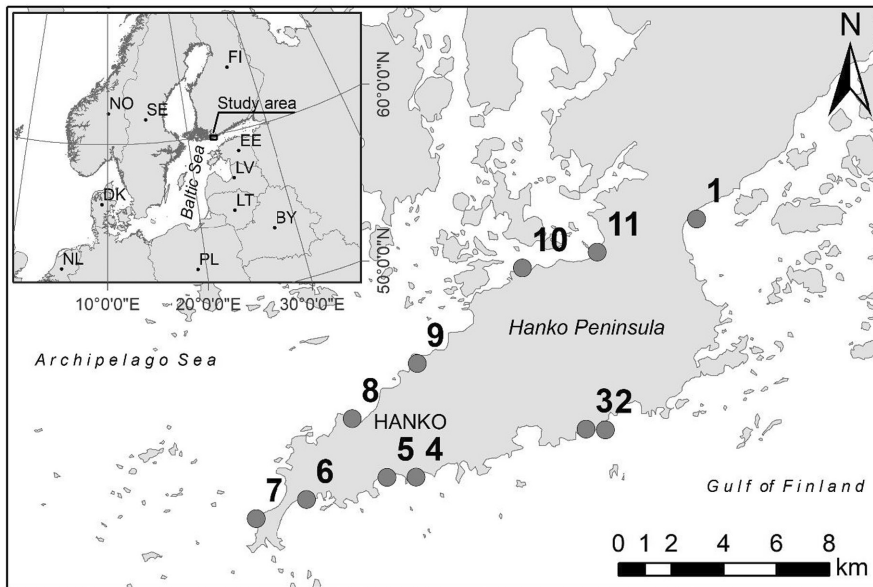 N
FI
NO
SE
Study area
60°0'0"N
EE
Baltic Sea
LV
DK
LT
BY
NL
PL
50°0'0"N
10°0'0"E
20°0'0"E
30°0'0"E
1
11
10
Hanko Peninsula
9
Archipelago Sea
8
HANKO
32
5 4
6
7
Gulf of Finland
0 1 2 4 6 8
km